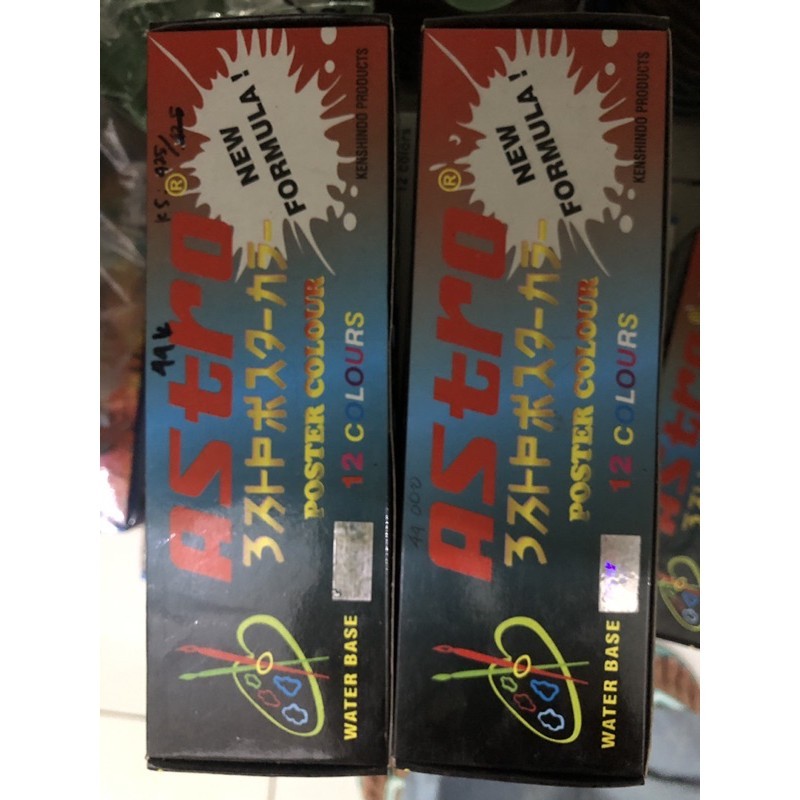 NEW
FORMULA!
KENSHINDO PRODUCTS
Astro®
アストロポスターカラー
POSTER COLOUR
12 COLOURS
WATER BASE
NEW
FORMULA!
KENSHINDO PRODUCTS
Astro®
アストロポスターカラー
POSTER COLOUR
12 COLOURS
WATER BASE
12 COLORS